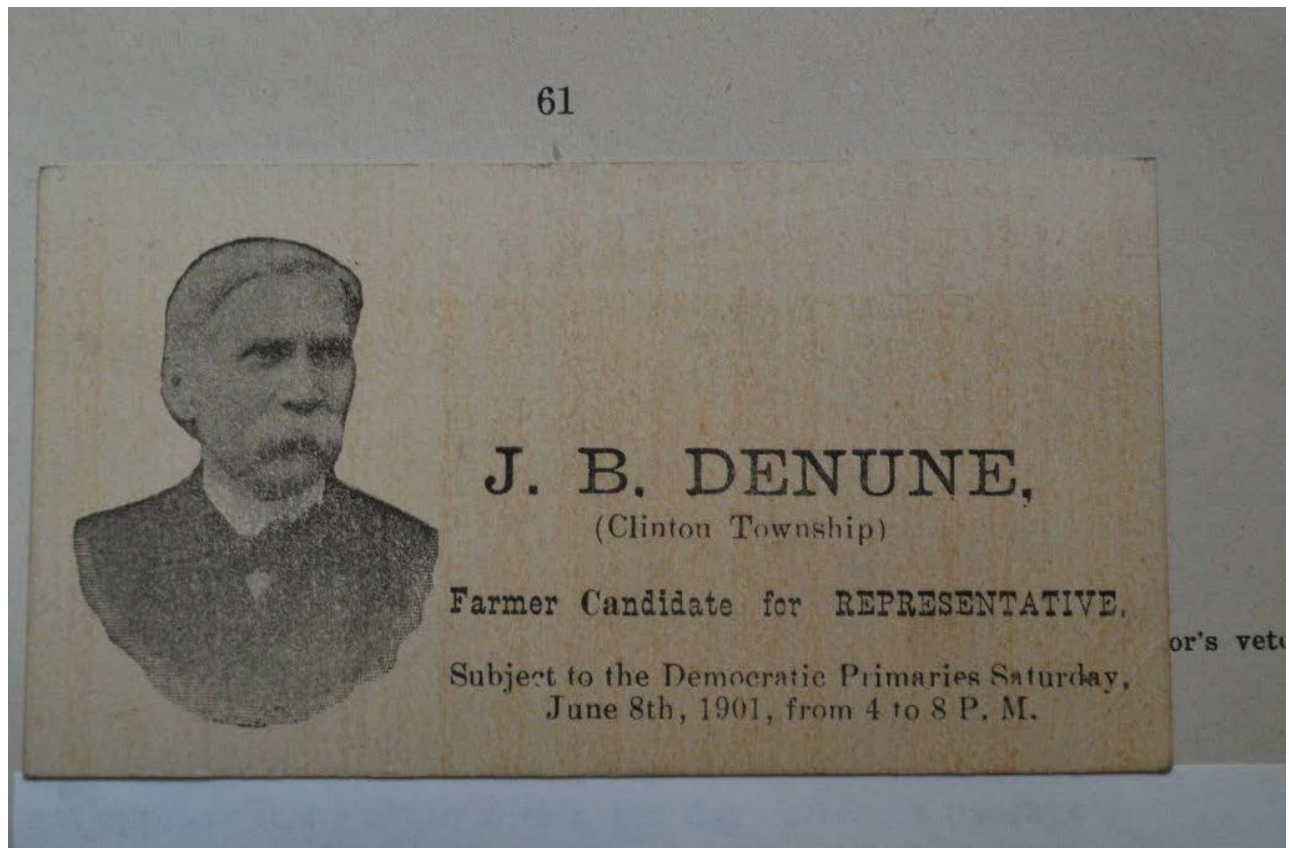 61
J. B. DENUNE,
(Clinton Township)
Farmer Candidate for REPRESENTATIVE.
or's
Subject to the Democratic Primaries Saturday,
June 8th, 1901, from 4 to 8 P. M.